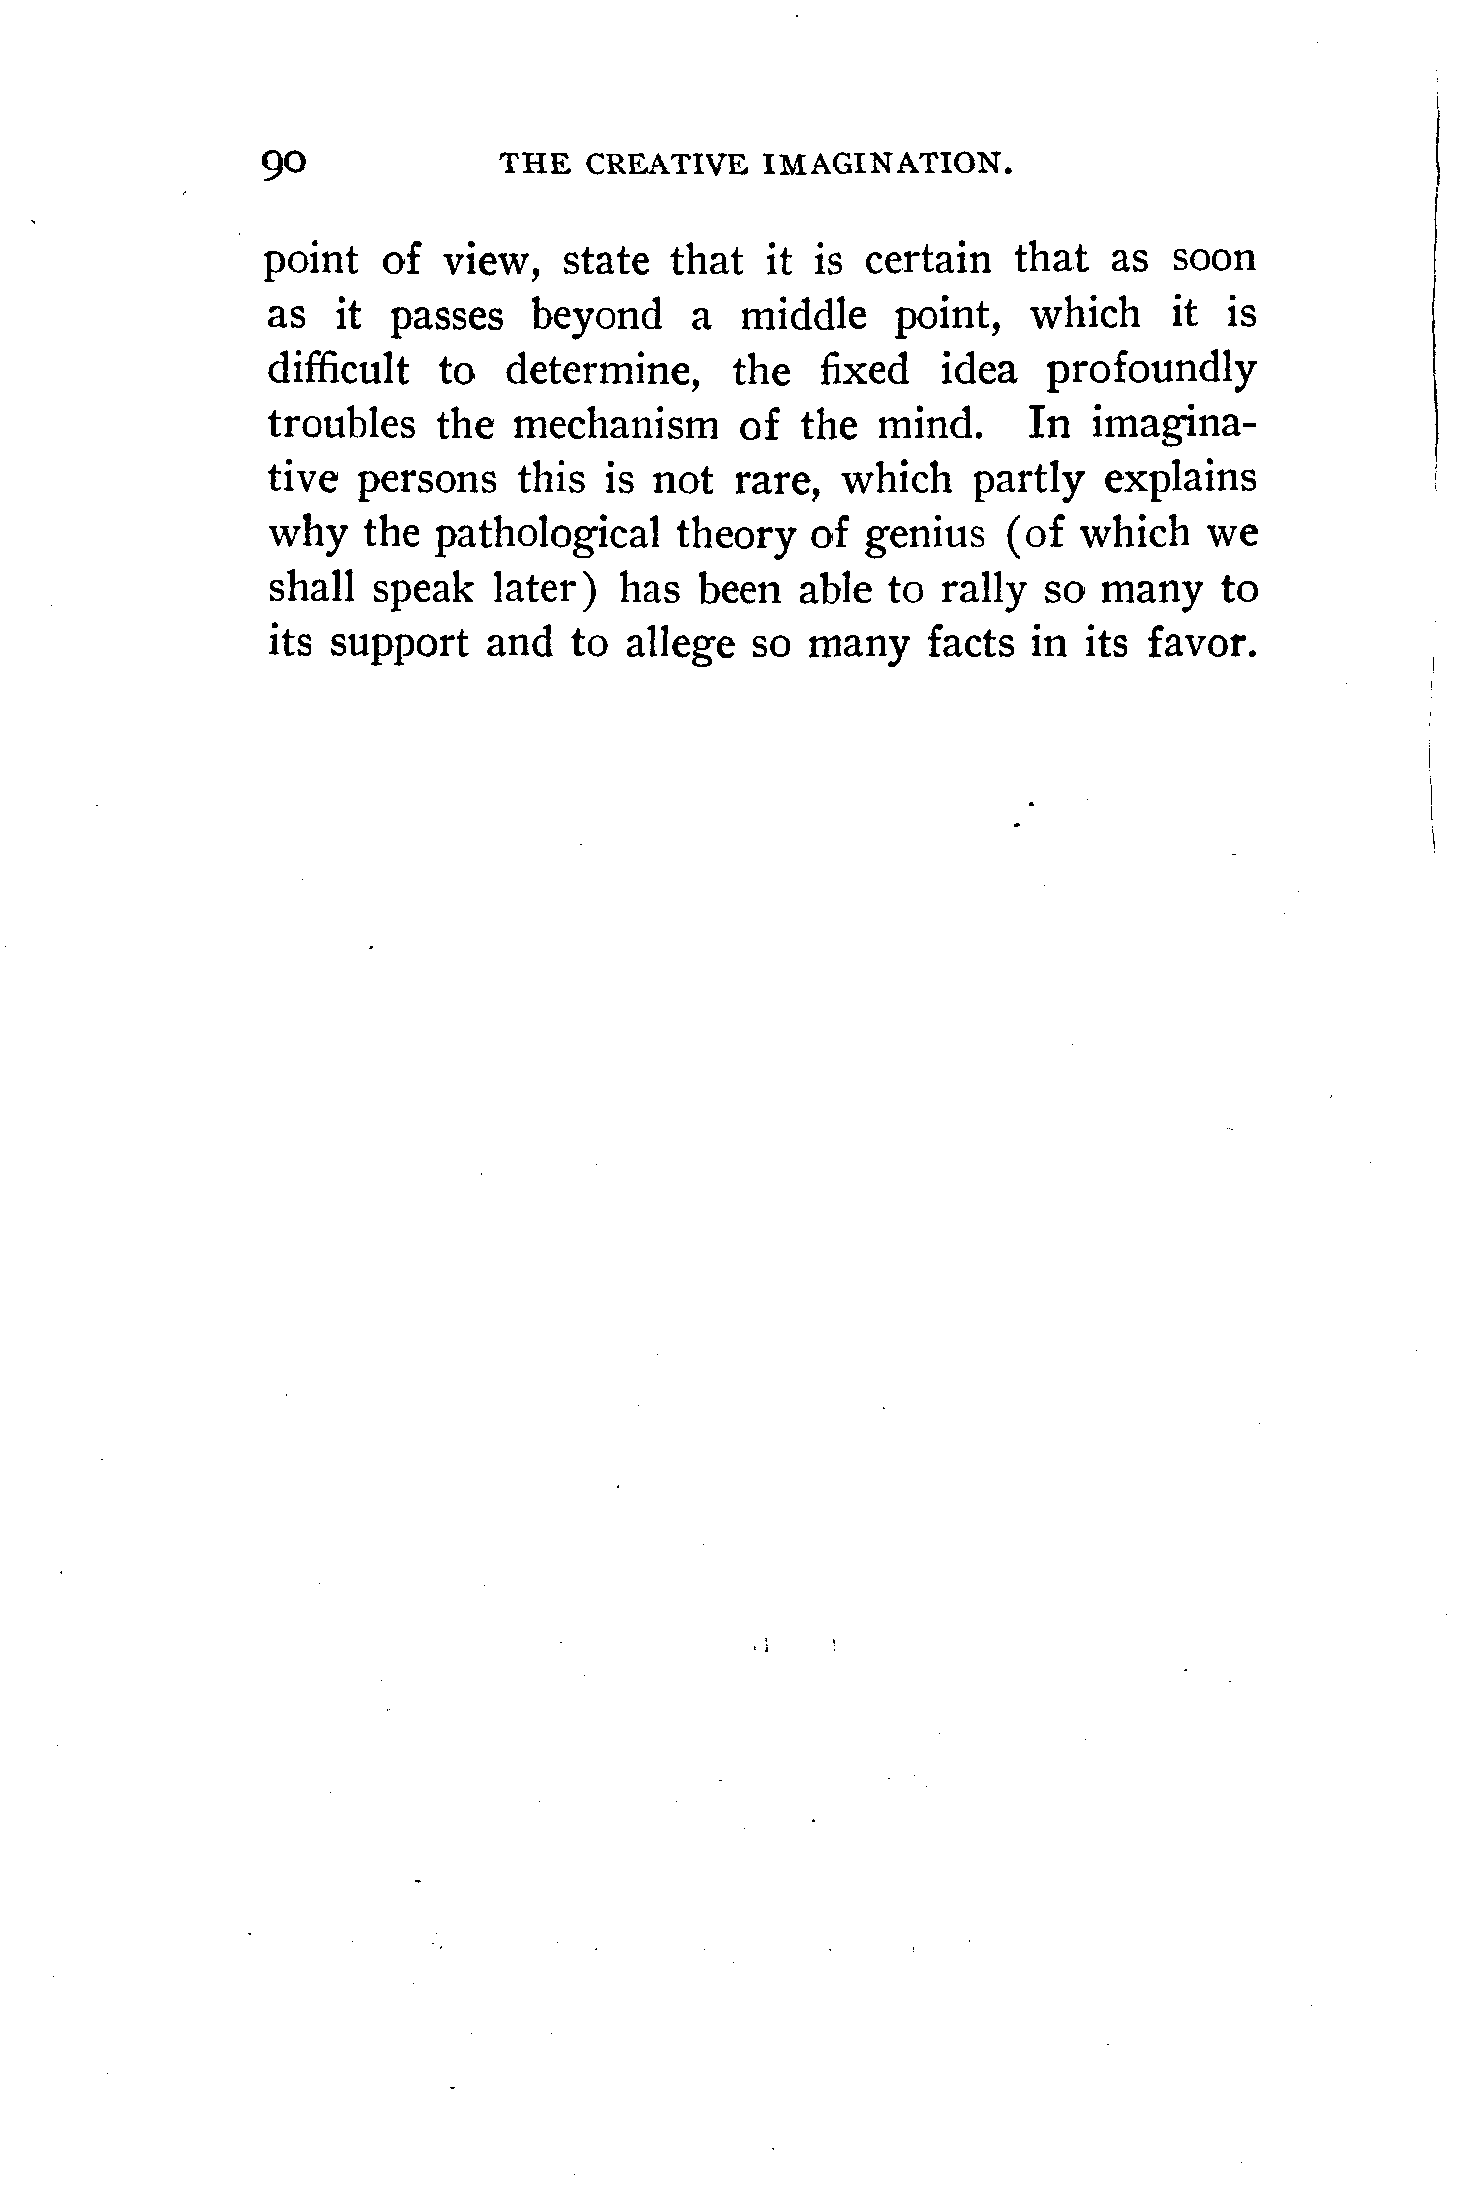 90 THE CREATIVE IMAGINATION.
point of view, state that it is certain that as soon
as it passes beyond a middle point, which it is
difficult to determine, the fixed idea profoundly
troubles the mechanism of the mind. In imagina-
tive persons this is not rare, which partly explains
why the pathological theory of genius (of which we
shall speak later) has been able to rally so many to
its support and to allege so many facts in its favor.